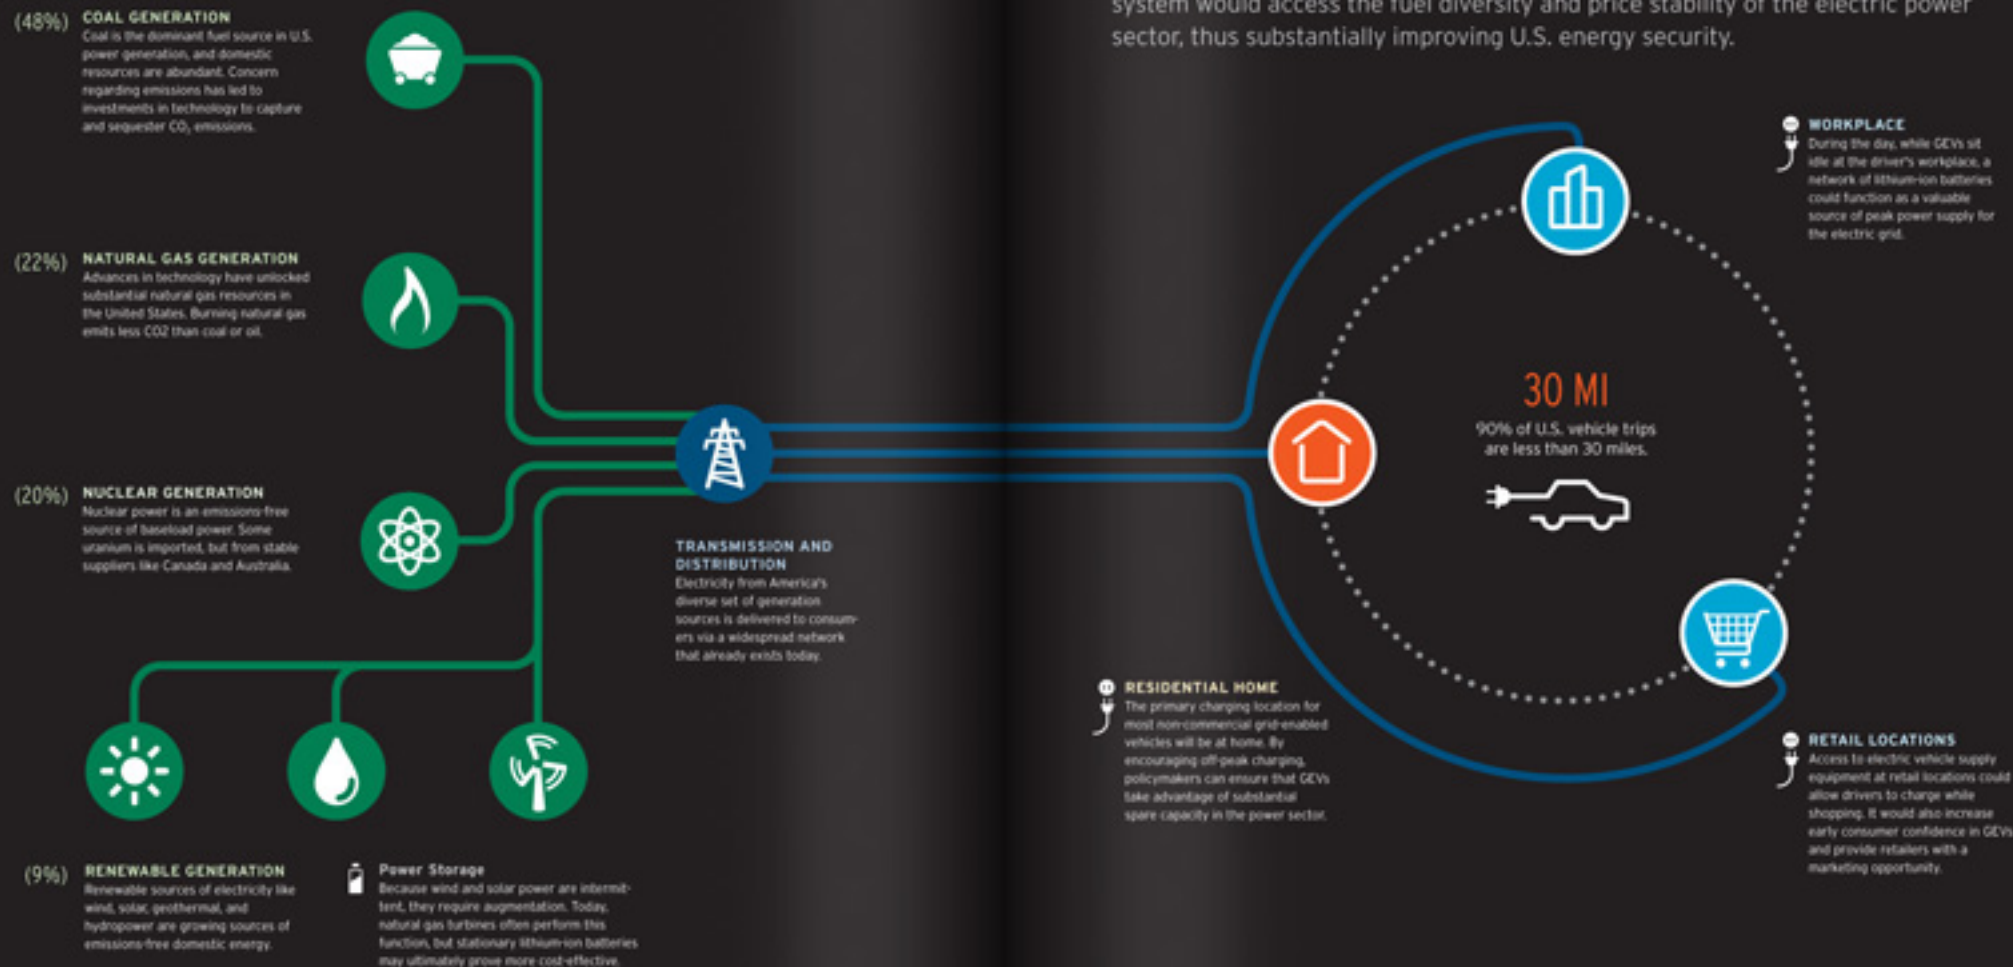 (48%) COAL GENERATION
Coal is the dominant fuel source in U.S.
power generation, and domestic
resources are abundant. Concern
regarding emissions has led to
investments in technology to capture
and sequester CO₂ emissions.
(22%) NATURAL GAS GENERATION
Advances in technology have unlocked
substantial natural gas resources in
the United States. Burning natural gas
emits less CO2 than coal or oil.
(20%) NUCLEAR GENERATION
Nuclear power is an emissions-free
source of baseload power. Some
uranium is imported, but from stable
suppliers like Canada and Australia.
(9%) RENEWABLE GENERATION
Renewable sources of electricity like
wind, solar, geothermal, and
hydropower are growing sources of
emissions-free domestic energy.
Power Storage
Because wind and solar power are intermit-
tent, they require augmentation. Today,
natural gas turbines often perform this
function, but stationary lithium-ion batteries
may ultimately prove more cost-effective.
TRANSMISSION AND
DISTRIBUTION
Electricity from America's
diverse set of generation
sources is delivered to consum-
ers via a widespread network
that already exists today.
system would access the fuel diversity and price stability of the electric power
sector, thus substantially improving U.S. energy security.
WORKPLACE
During the day, while GEVs sit
idle at the driver's workplace, a
network of lithium-ion batteries
could function as a valuable
source of peak power supply for
the electric grid.
30 MI
90% of U.S. vehicle trips
are less than 30 miles.
RESIDENTIAL HOME
The primary charging location for
most non-commercial grid-enabled
vehicles will be at home. By
encouraging off-peak charging,
policymakers can ensure that GEVs
take advantage of substantial
spare capacity in the power sector.
RETAIL LOCATIONS
Access to electric vehicle supply
equipment at retail locations could
allow drivers to charge while
shopping. It would also increase
early consumer confidence in GEVs
and provide retailers with a
marketing opportunity.